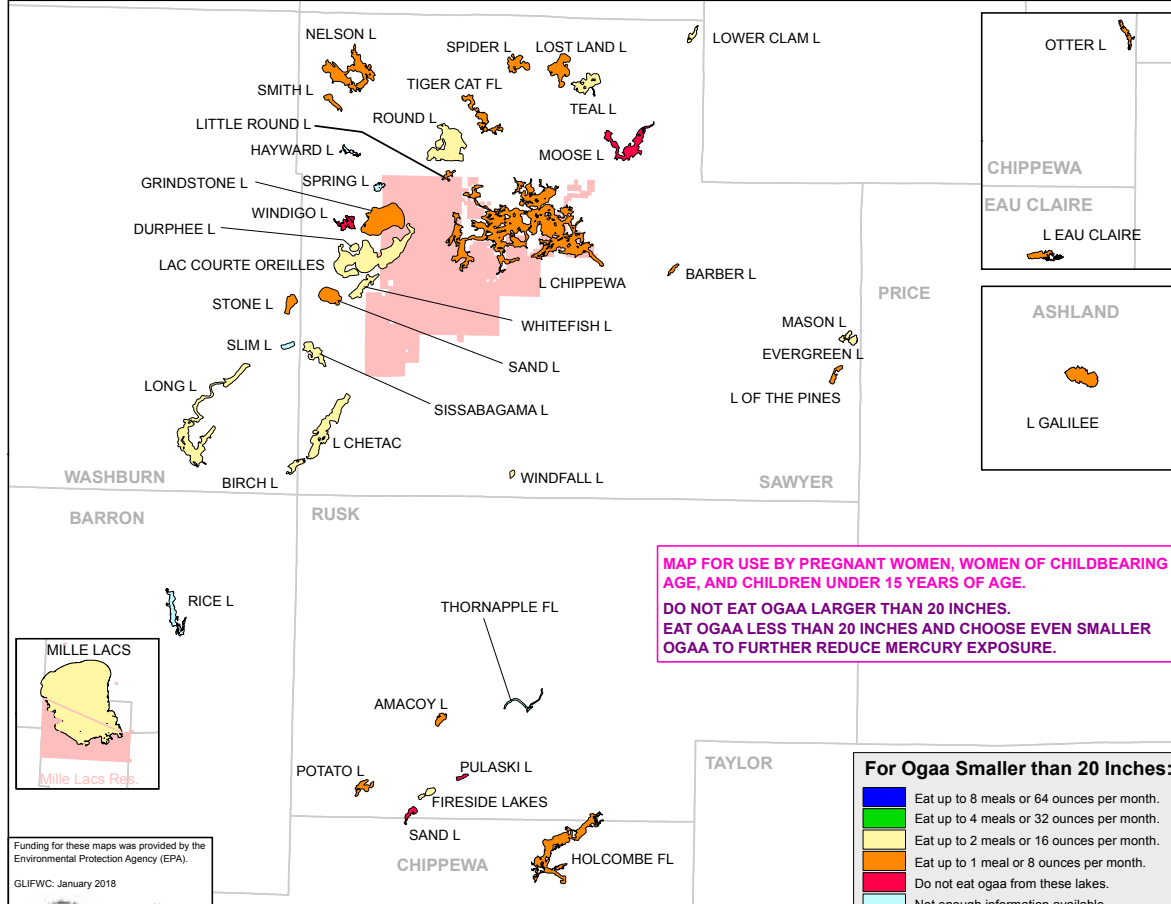 NELSON L
SPIDER L
LOST LAND L
LOWER CLAM L
OTTER L
SMITH L
TIGER CAT FL
TEAL L
ROUND L
LITTLE ROUND L
HAYWARD L
MOOSE L
CHIPPEWA
GRINDSTONE L
SPRING L
EAU CLAIRE
WINDIGO L
DURPHEE L
L EAU CLAIRE
LAC COURTE OREILLES
L CHIPPEWA
BARBER L
PRICE
STONE L
WHITEFISH L
MASON L
ASHLAND
SLIM L
SAND L
EVERGREEN L
LONG L
SISSABAGAMA L
L OF THE PINES
L GALILEE
L CHETAC
WASHBURN
BIRCH L
WINDFALL L
SAWYER
BARRON
RUSK
MAP FOR USE BY PREGNANT WOMEN, WOMEN OF CHILDBEARING
AGE, AND CHILDREN UNDER 15 YEARS OF AGE.
DO NOT EAT OGAA LARGER THAN 20 INCHES.
EAT OGAA LESS THAN 20 INCHES AND CHOOSE EVEN SMALLER
OGAA TO FURTHER REDUCE MERCURY EXPOSURE.
RICE L
THORNAPPLE FL
MILLE LACS
Mille Lacs Res.
AMACOY L
POTATO L
PULASKI L
FIRESIDE LAKES
SAND L
TAYLOR
CHIPPEWA
HOLCOMBE FL
For Ogaa Smaller than 20 Inches:
Eat up to 8 meals or 64 ounces per month.
Eat up to 4 meals or 32 ounces per month.
Eat up to 2 meals or 16 ounces per month.
Eat up to 1 meal or 8 ounces per month.
Do not eat ogaa from these lakes.
Not enough information available
Funding for these maps was provided by the
Environmental Protection Agency (EPA).
GLIFWC: January 2018